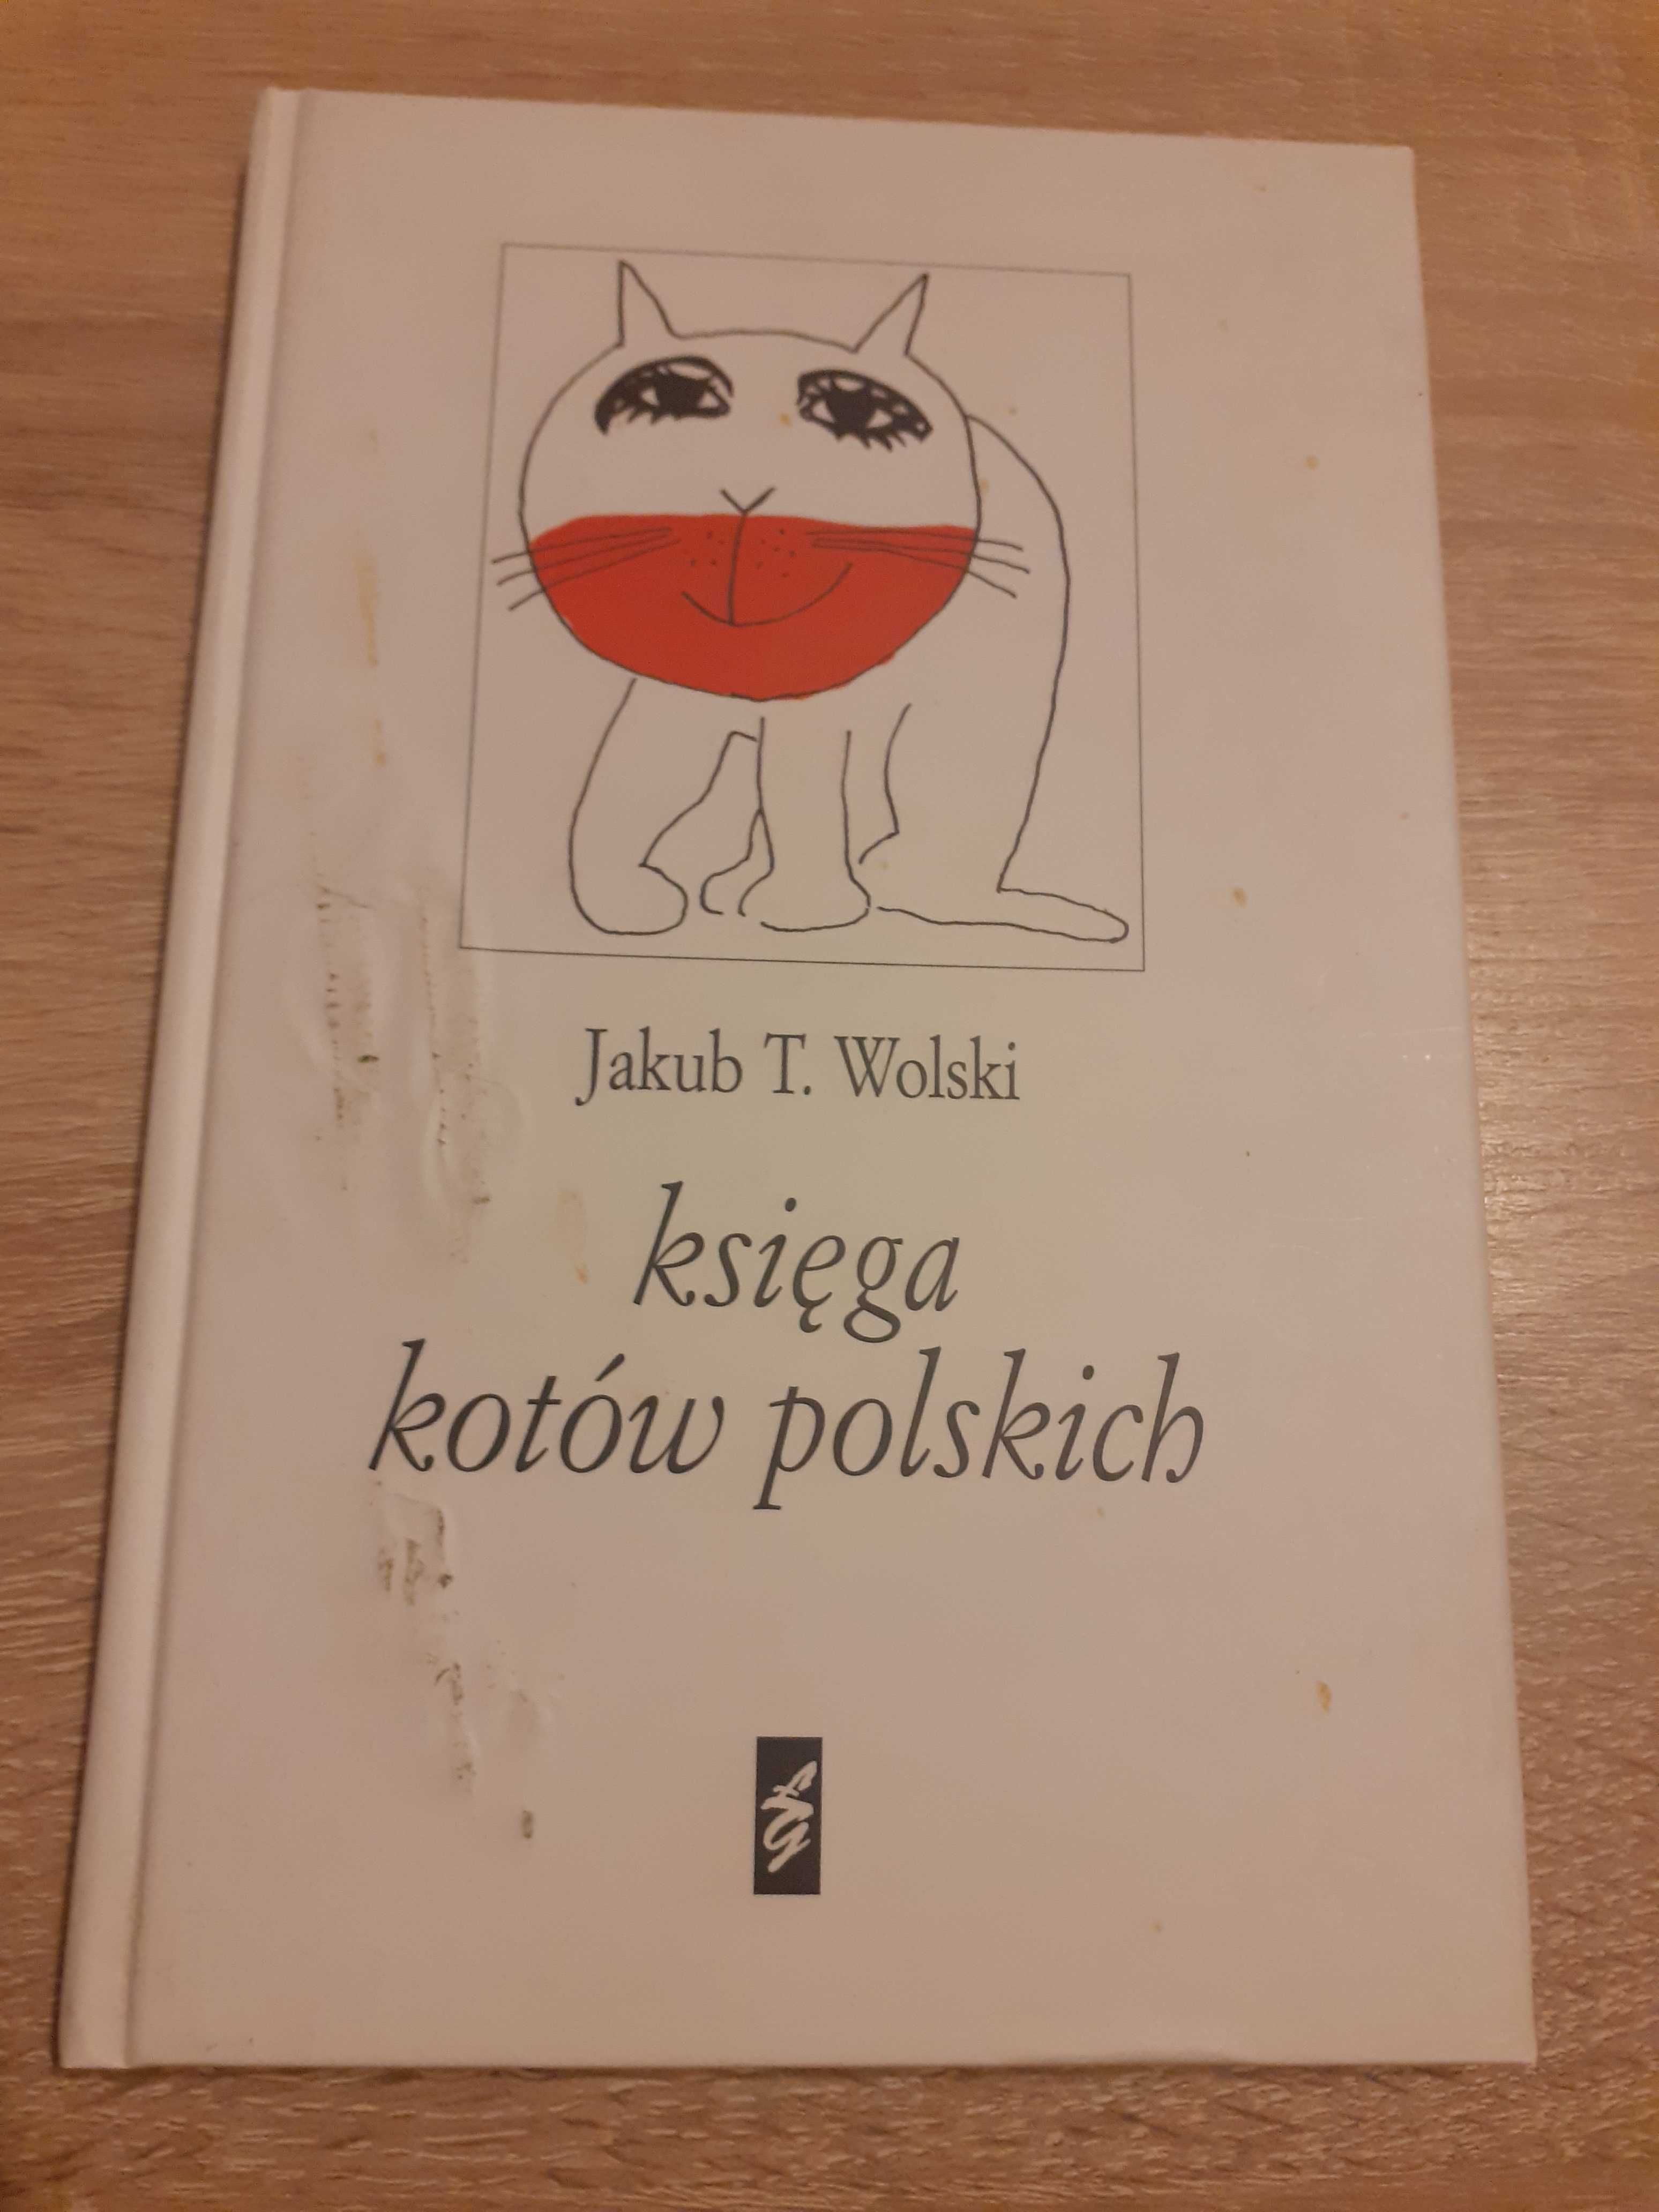 Jakub T. Wolski
księga
kotów polskich